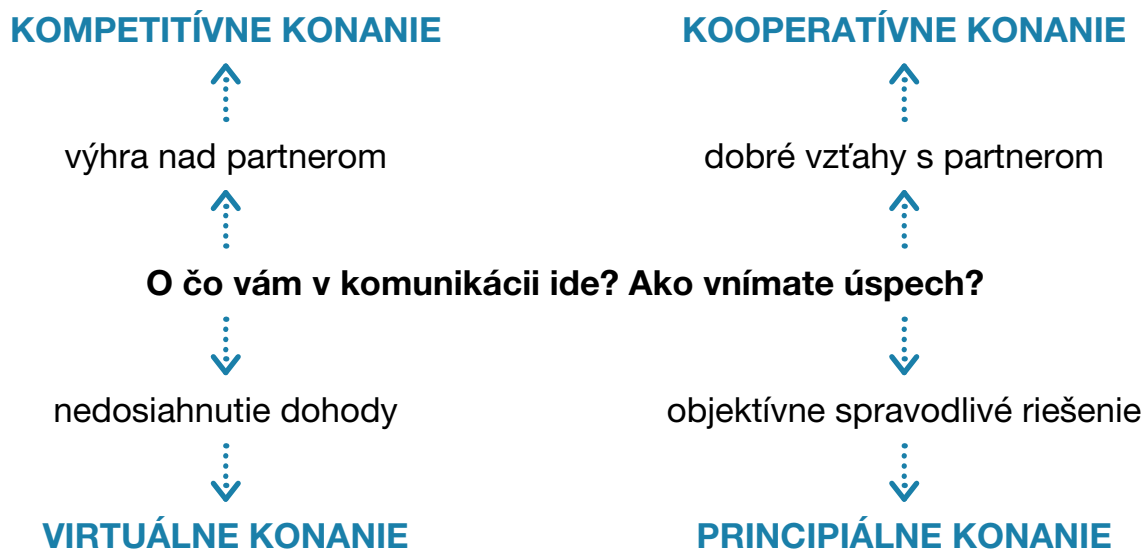 KOMPETITÍVNE KONANIE
KOOPERATÍVNE KONANIE
výhra nad partnerom
dobré vzťahy s partnerom
O čo vám v komunikácii ide? Ako vnímate úspech?
nedosiahnutie dohody
objektívne spravodlivé riešenie
VIRTUÁLNE KONANIE
PRINCIPIÁLNE KONANIE